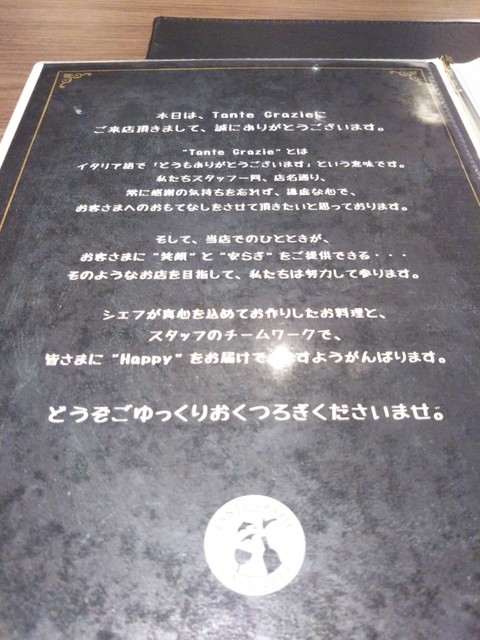 本日は、Tante Grazieに
ご来店頂きまして、誠にありがとうございます。
"Tante Grazie"とは
イタリア語で「どうもありがとうございます」という意味です。
私たちスタッフ一同、店名通り、
常に感謝の気持ちを忘れず、謙虚な心で、
お客さまへのおもてなしをさせて頂きたいと思っております。
そして、当店でのひとときが、
お客さまに"笑顔"と"安らぎ"をご提供できる・・・
そのようなお店を目指して、私たちは努力して参ります。
シェフが真心を込めてお作りしたお料理と、
スタッフのチームワークで、
皆さまに"Happy"をお届けできますようがんばります。
どうぞごゆっくりおくつろぎくださいませ。